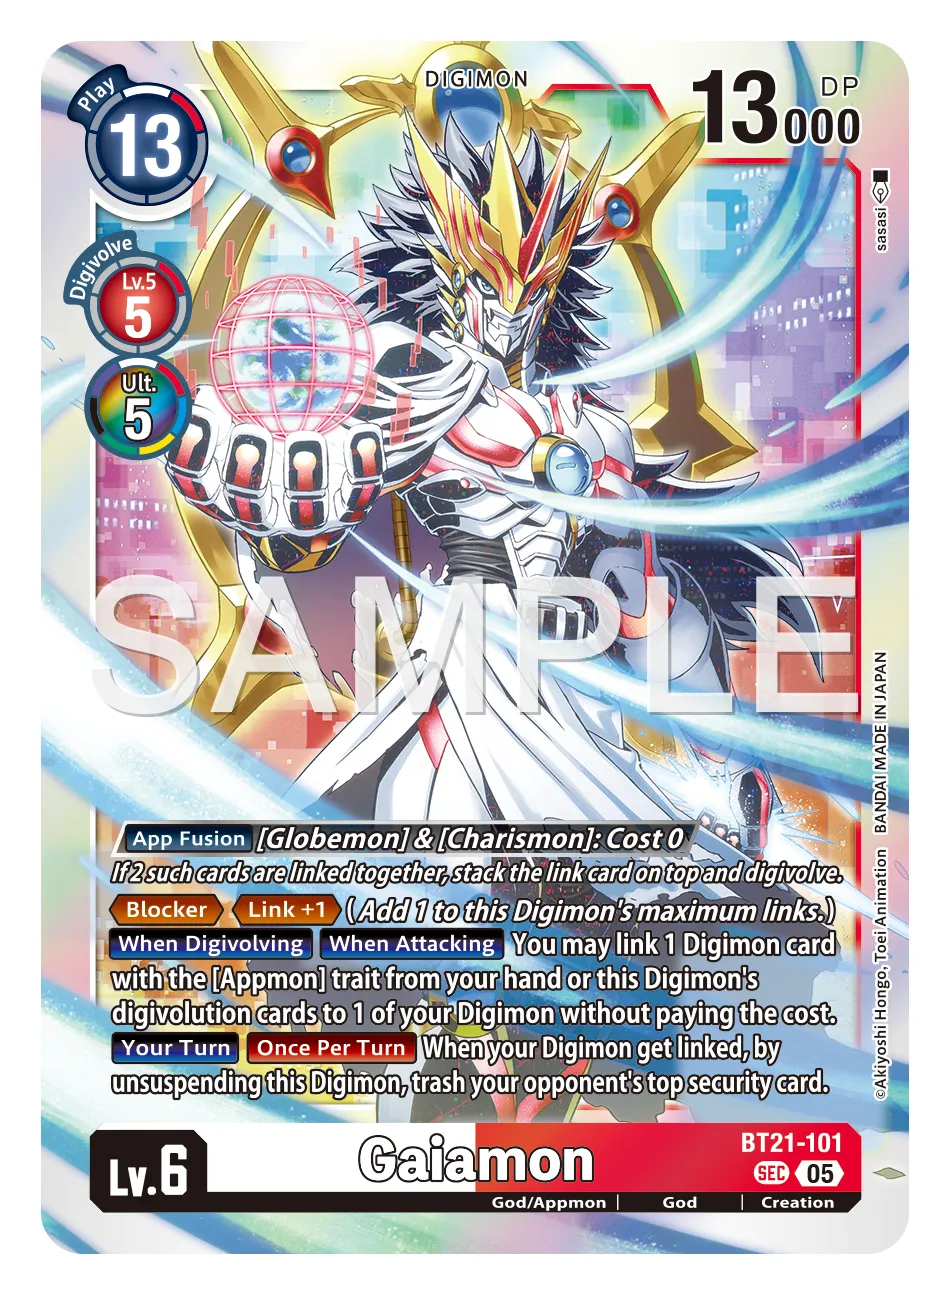 DIGIMON
Play
13
13000
DP
sasasi
Digivolve
Lv.5
5
Ult.
5
SAMPLE
App Fusion [Globemon] & [Charismon]: Cost 0
If 2 such cards are linked together, stack the link card on top and digivolve.
Blocker Link +1 (Add 1 to this Digimon's maximum links.)
When Digivolving When Attacking You may link 1 Digimon card
with the [Appmon] trait from your hand or this Digimon's
digivolution cards to 1 of your Digimon without paying the cost.
Your Turn Once Per Turn When your Digimon get linked, by
unsuspending this Digimon, trash your opponent's top security card.
©Akiyoshi Hongo, Toei Animation BANDAI MADE IN JAPAN
Lv.6
Gaiamon
BT21-101
SEC 05
God/Appmon | God | Creation